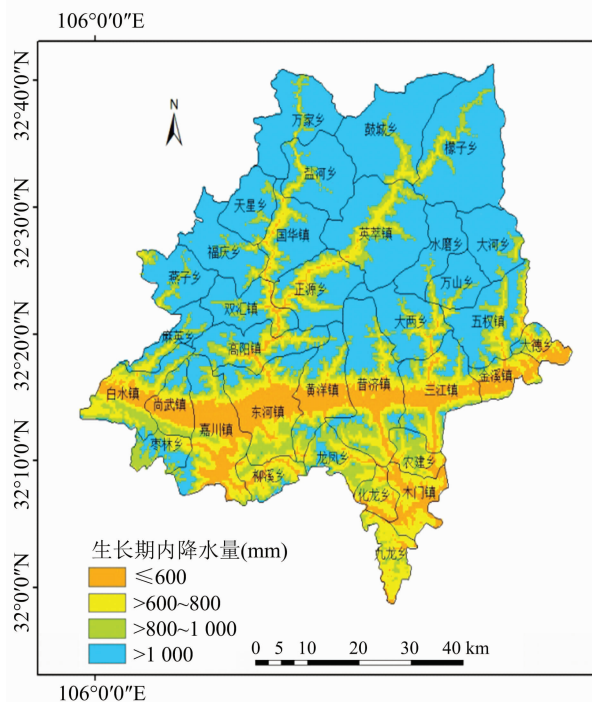 106°0′0″E
32°40′0″N
32°30′0″N
32°20′0″N
32°10′0″N
32°0′0″N
N
万家乡
鼓城乡
檬子乡
盐河乡
天星乡
国华镇
英萃镇
水磨乡
大河乡
福庆乡
燕子乡
正源乡
万山乡
双汇镇
大两乡
五权镇
麻英乡
高阳镇
大德乡
白水镇
尚武镇
黄洋镇
普济镇
三江镇
金溪镇
嘉川镇
东河镇
枣林乡
龙凤乡
农建乡
柳溪乡
化龙乡
木门镇
九龙乡
生长期内降水量(mm)
≤600
>600~800
>800~1 000
>1 000
0 5 10 20 30 40 km
106°0′0″E